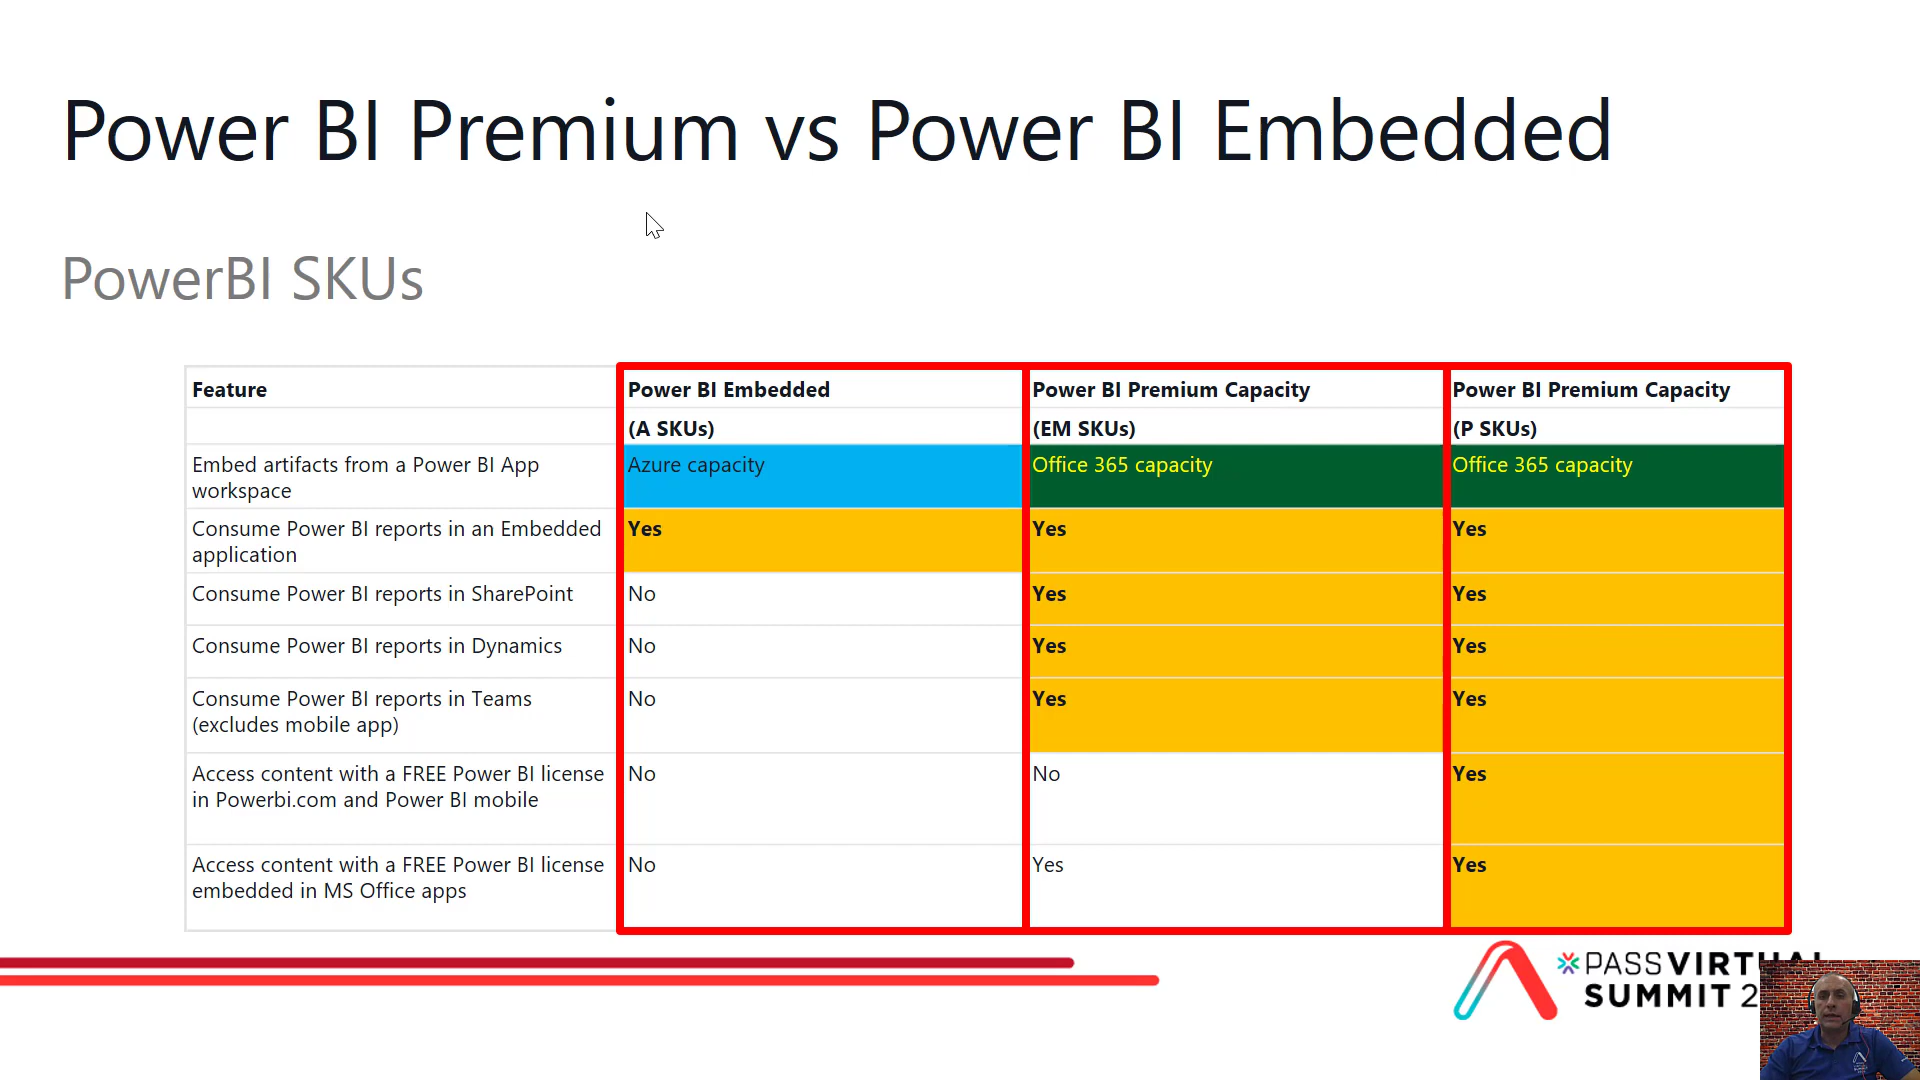 Power BI Premium vs Power BI Embedded
PowerBI SKUs
Feature
Power BI Embedded
Power BI Premium Capacity
Power BI Premium Capacity
(A SKUs)
(EM SKUs)
(P SKUs)
Embed artifacts from a Power BI App
workspace
Azure capacity
Office 365 capacity
Office 365 capacity
Consume Power BI reports in an Embedded
application
Yes
Yes
Yes
Consume Power BI reports in SharePoint
No
Yes
Yes
Consume Power BI reports in Dynamics
No
Yes
Yes
Consume Power BI reports in Teams
(excludes mobile app)
No
Yes
Yes
Access content with a FREE Power BI license
in Powerbi.com and Power BI mobile
No
No
Yes
Access content with a FREE Power BI license
embedded in MS Office apps
No
Yes
Yes
PASS VIRTUAL
SUMMIT 2